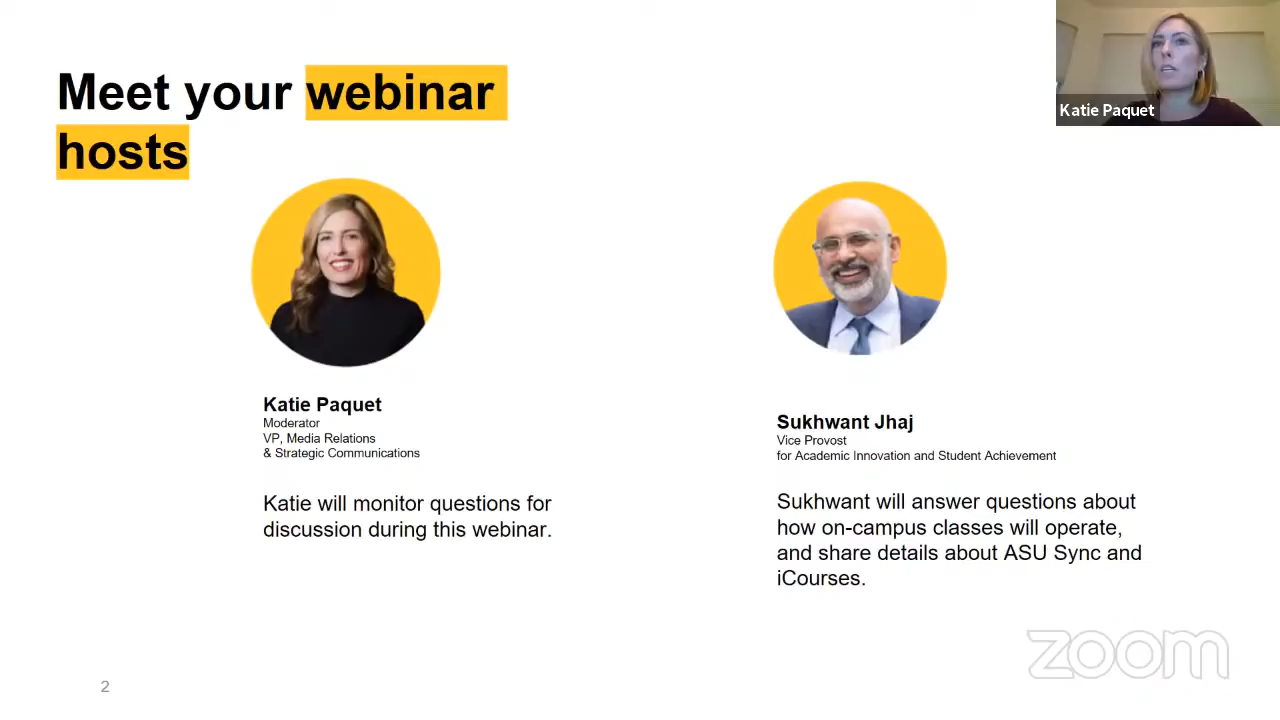 Meet your webinar
hosts
Katie Paquet
Katie Paquet
Moderator
VP, Media Relations
& Strategic Communications
Katie will monitor questions for
discussion during this webinar.
Sukhwant Jhaj
Vice Provost
for Academic Innovation and Student Achievement
Sukhwant will answer questions about
how on-campus classes will operate,
and share details about ASU Sync and
iCourses.
zoom
2